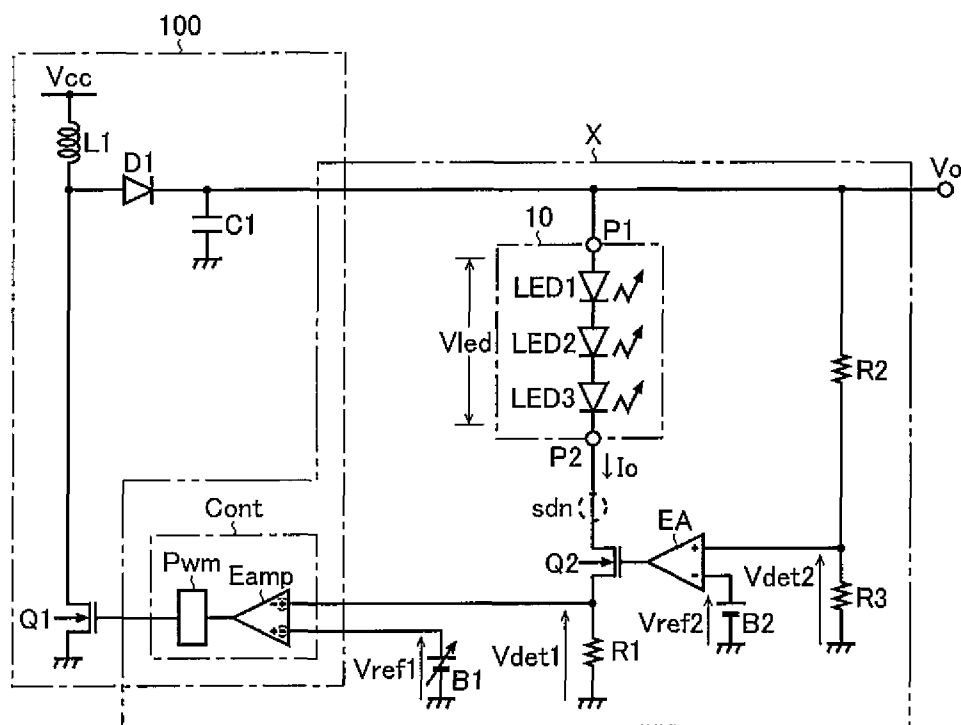 100
Vcc
L1
D1
C1
X
Vo
10
P1
LED1
LED2
LED3
Vled
P2
Io
sdn
R2
EA
+
-
Q2
Vdet2
R3
Vref2
B2
Cont
Pwm
Eamp
Q1
Vref1
B1
Vdet1
R1